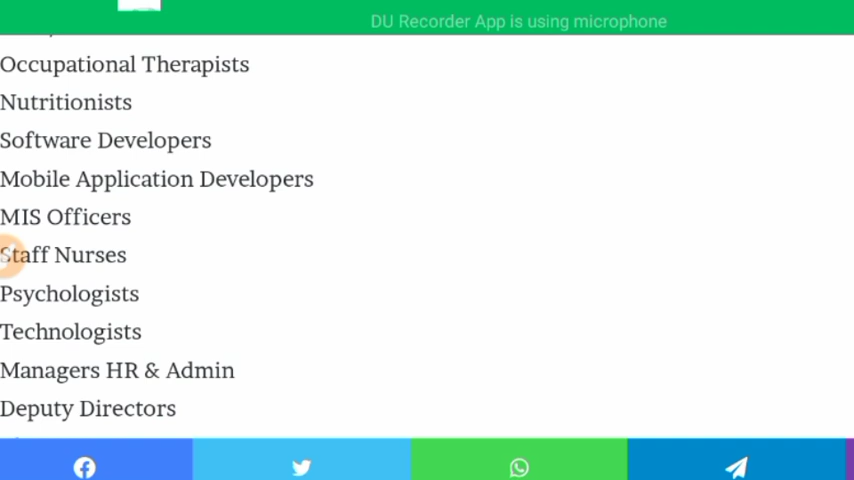 DU Recorder App is using microphone
Occupational Therapists
Nutritionists
Software Developers
Mobile Application Developers
MIS Officers
Staff Nurses
Psychologists
Technologists
Managers HR & Admin
Deputy Directors